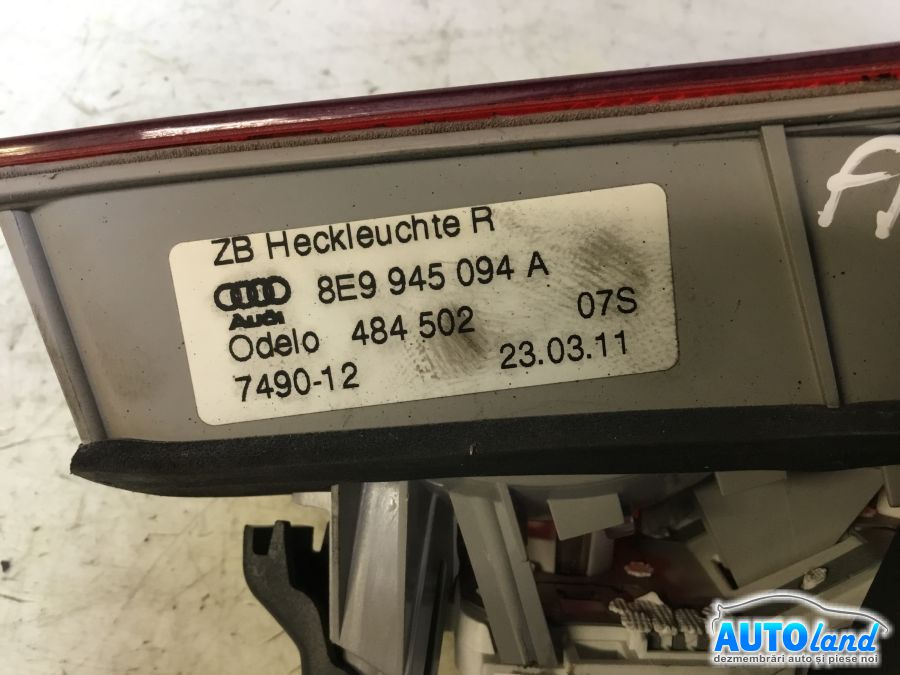 ZB Heckleuchte R
8E9 945 094 A
Audi
Odelo 484 502 07S
7490-12 23.03.11
AUTOland
dezmembrări auto și piese noi